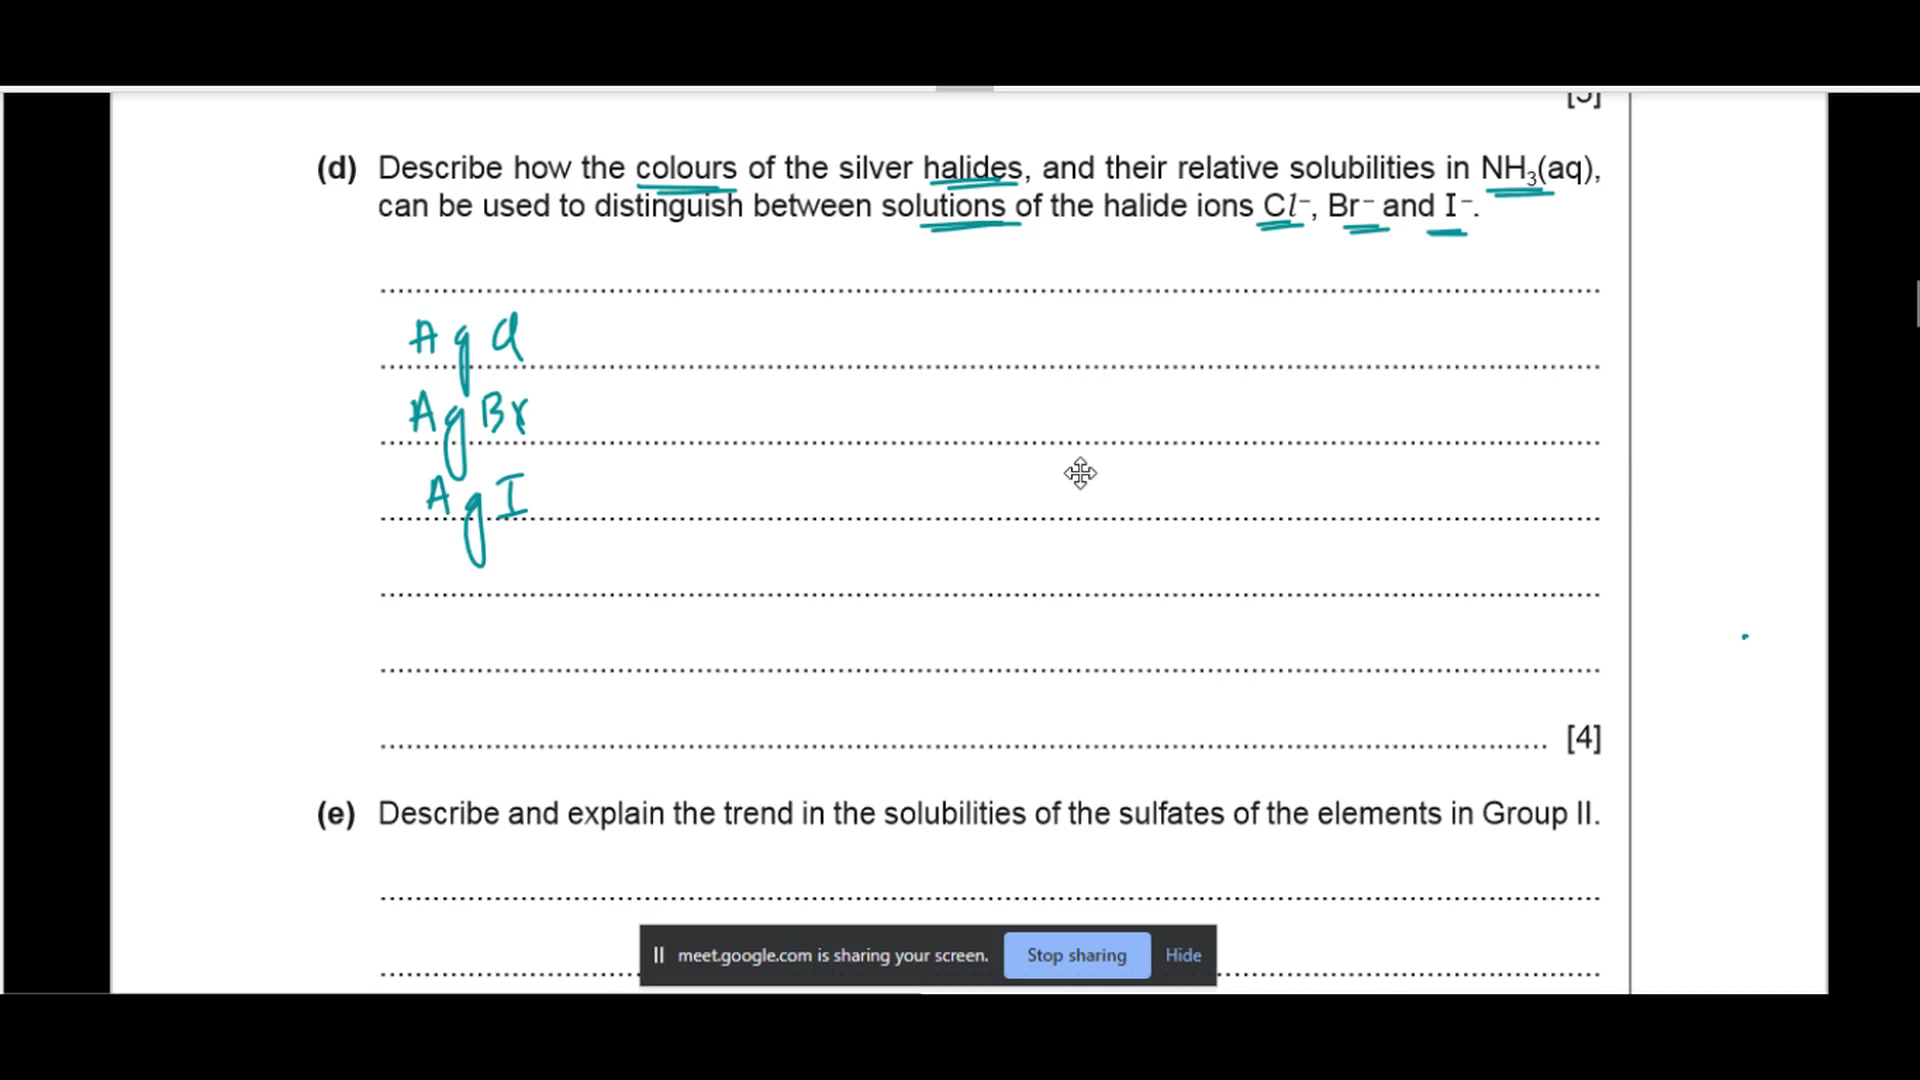 [5]
(d) Describe how the colours of the silver halides, and their relative solubilities in NH₃(aq),
can be used to distinguish between solutions of the halide ions Cl⁻, Br⁻ and I⁻.
AgCl
AgBr
AgI
[4]
(e) Describe and explain the trend in the solubilities of the sulfates of the elements in Group II.
meet.google.com is sharing your screen. Stop sharing Hide